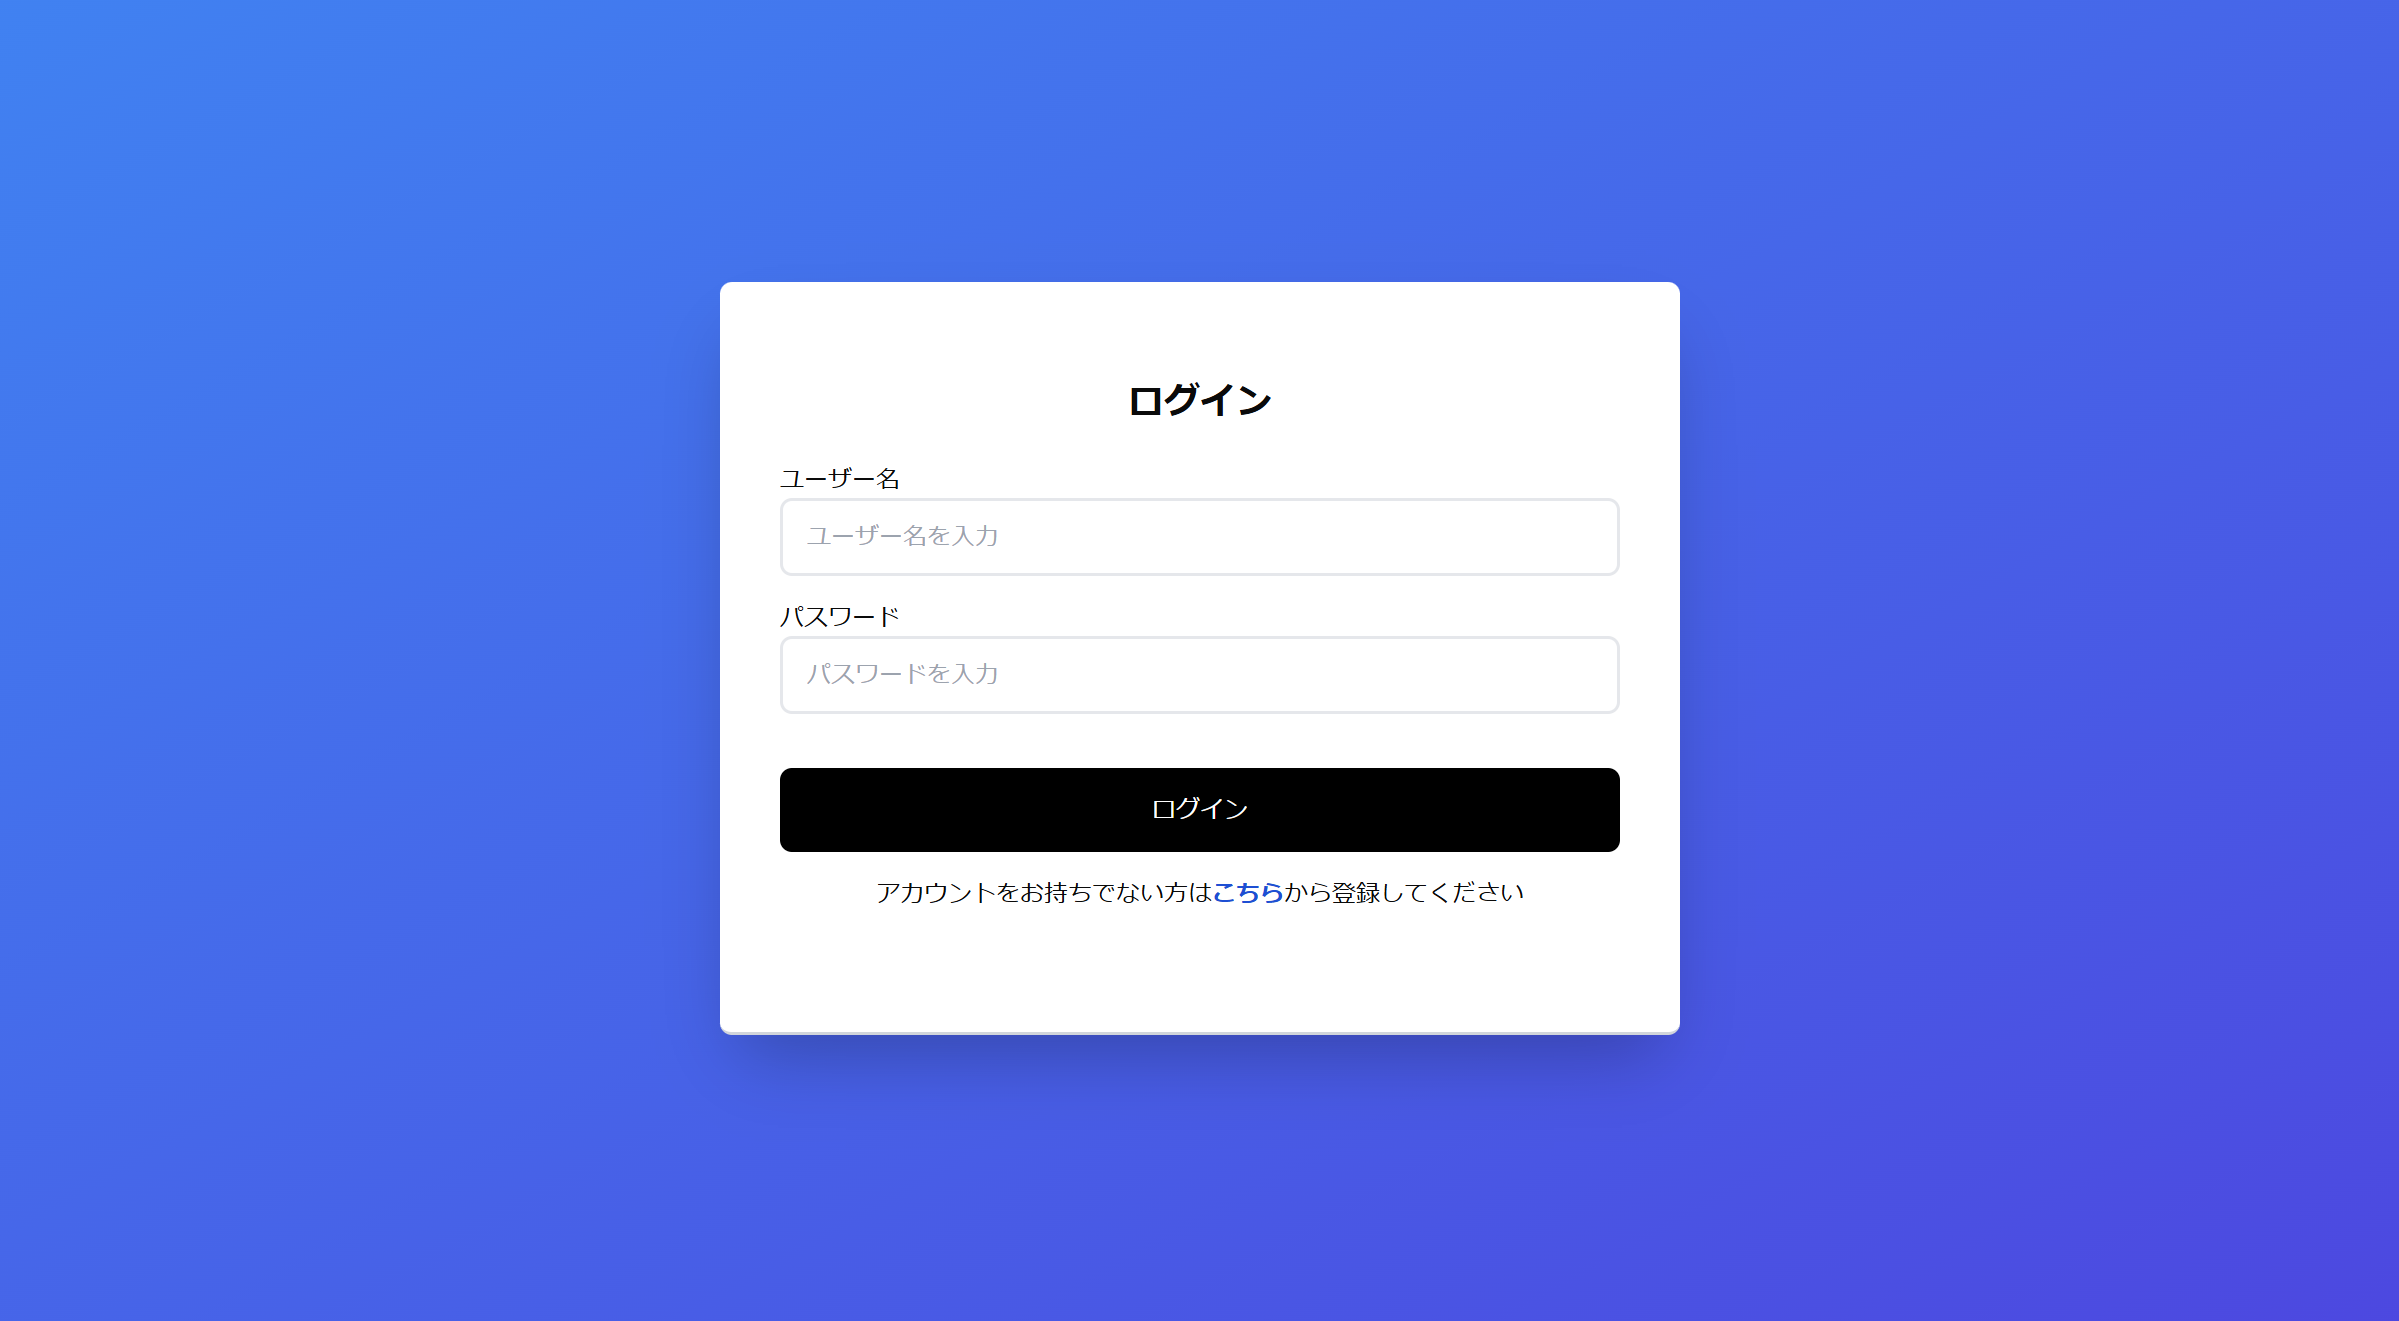 ログイン
ユーザー名
ユーザー名を入力
パスワード
パスワードを入力
ログイン
アカウントをお持ちでない方はこちらから登録してください